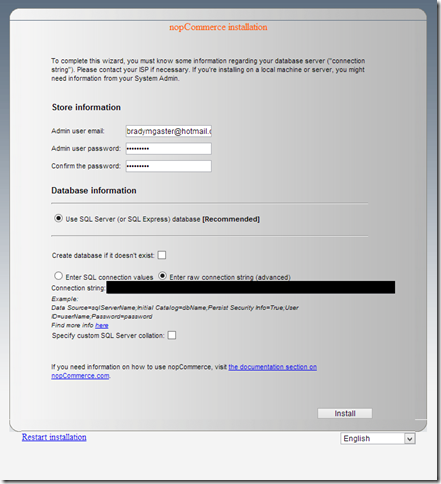 nopCommerce installation
To complete this wizard, you must know some information regarding your database server ("connection
string"). Please contact your ISP if necessary. If you're installing on a local machine or server, you might
need information from your System Admin.
Store information
Admin user email: bradymgaster@hotmail.c
Admin user password: •••••••••
Confirm the password: •••••••••
Database information
Use SQL Server (or SQL Express) database [Recommended]
Create database if it doesn't exist:
Enter SQL connection values Enter raw connection string (advanced)
Connection string:
Example:
Data Source=sqlServerName;Initial Catalog=dbName;Persist Security Info=True;User
ID=userName;Password=password
Find more info here
Specify custom SQL Server collation:
If you need information on how to use nopCommerce, visit the documentation section on
nopCommerce.com.
Install
Restart installation English